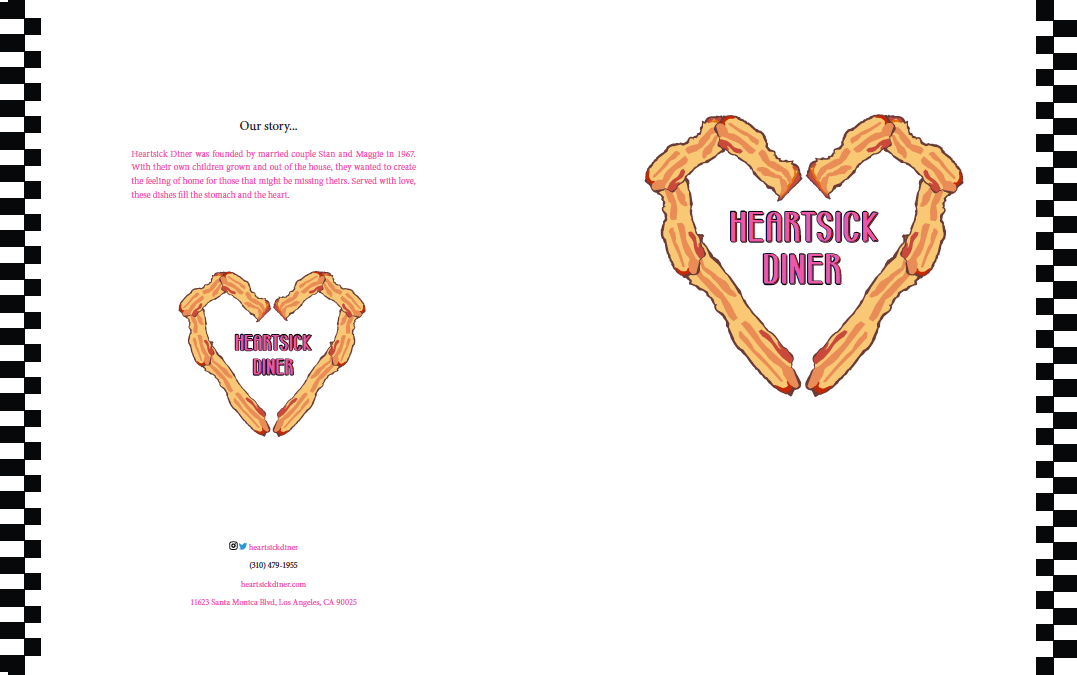 Our story...
Heartsick Diner was founded by married couple Stan and Maggie in 1967.
With their own children grown and out of the house, they wanted to create
the feeling of home for those that might be missing theirs. Served with love,
these dishes fill the stomach and the heart.
HEARTSICK
DINER
heartsickdiner
(310) 479-1955
heartsickdiner.com
11623 Santa Monica Blvd, Los Angeles, CA 90025
HEARTSICK
DINER